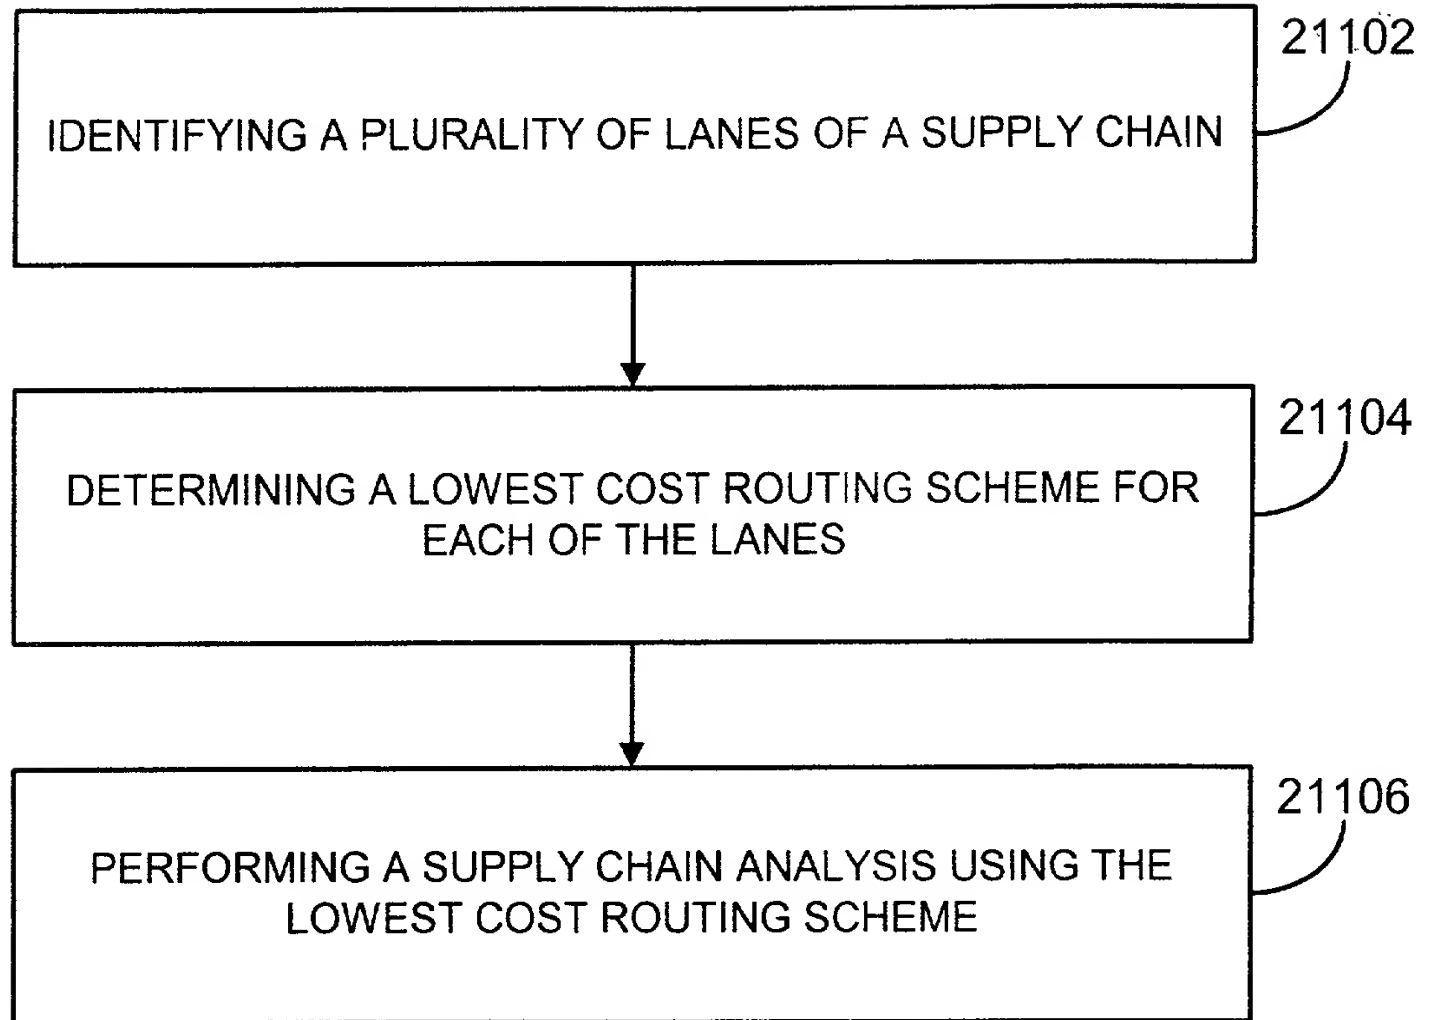 21102
IDENTIFYING A PLURALITY OF LANES OF A SUPPLY CHAIN
21104
DETERMINING A LOWEST COST ROUTING SCHEME FOR
EACH OF THE LANES
21106
PERFORMING A SUPPLY CHAIN ANALYSIS USING THE
LOWEST COST ROUTING SCHEME